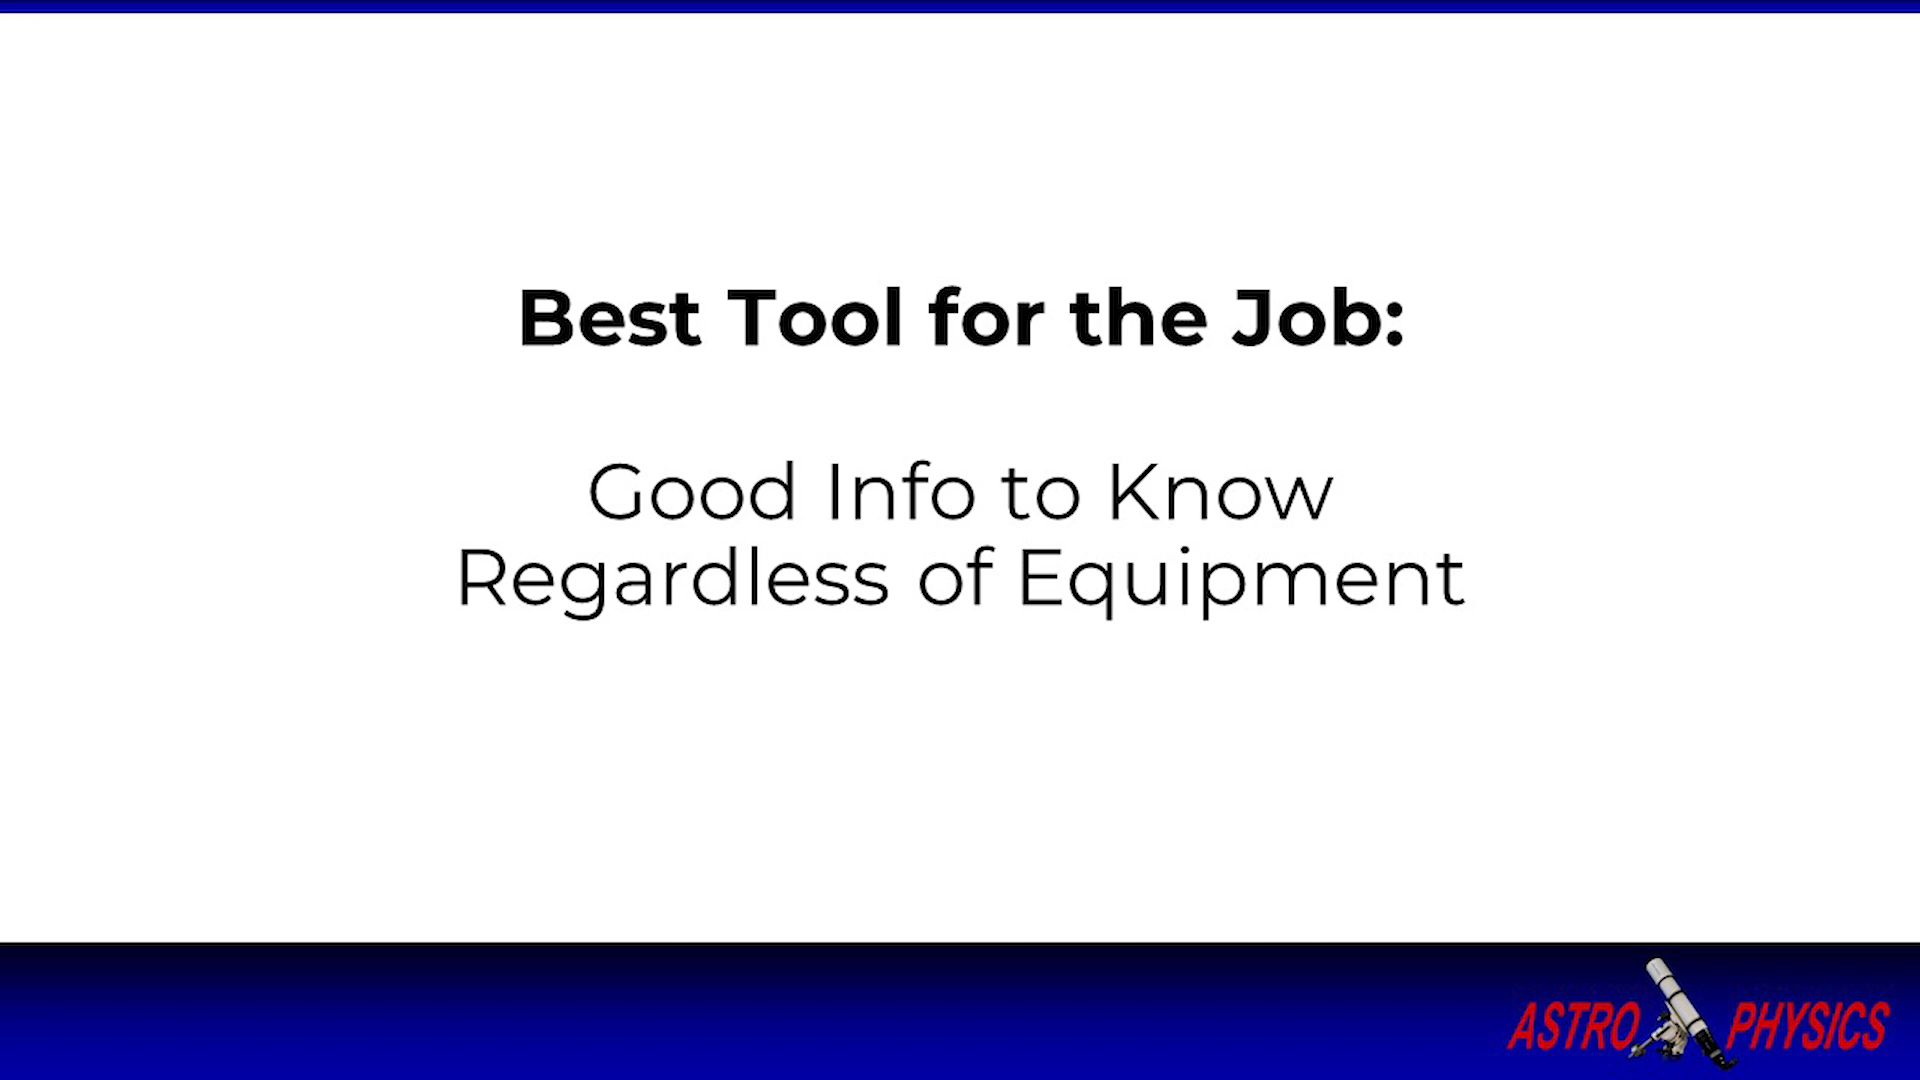 Best Tool for the Job:
Good Info to Know
Regardless of Equipment
ASTRO PHYSICS